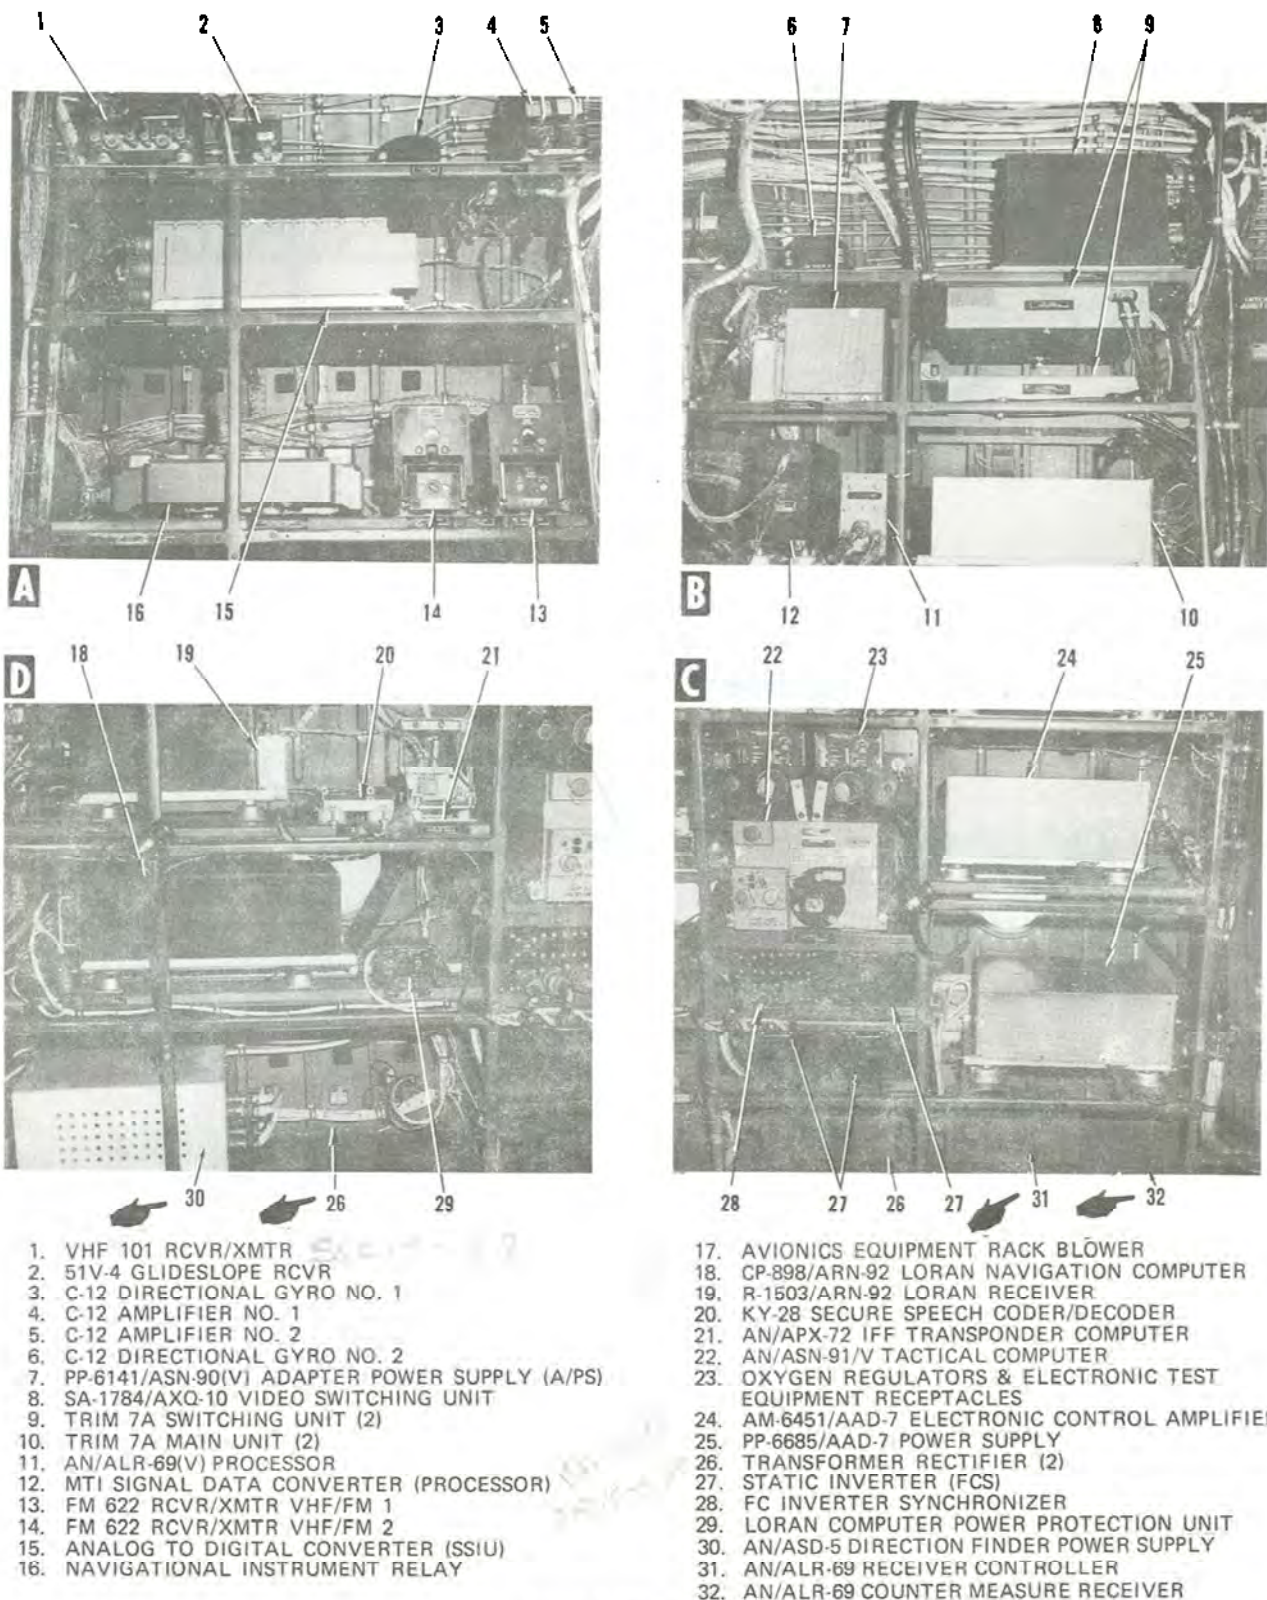 1 2 3 4 5
6 7 8 9
A
16 15 14 13
B
12 11 10
D
18 19 20 21
C
22 23 24 25
30 26 29
28 27 26 27 31 32
1. VHF 101 RCVR/XMTR
2. 51V-4 GLIDESLOPE RCVR
3. C-12 DIRECTIONAL GYRO NO. 1
4. C-12 AMPLIFIER NO. 1
5. C-12 AMPLIFIER NO. 2
6. C-12 DIRECTIONAL GYRO NO. 2
7. PP-6141/ASN-90(V) ADAPTER POWER SUPPLY (A/PS)
8. SA-1784/AXQ-10 VIDEO SWITCHING UNIT
9. TRIM 7A SWITCHING UNIT (2)
10. TRIM 7A MAIN UNIT (2)
11. AN/ALR-69(V) PROCESSOR
12. MTI SIGNAL DATA CONVERTER (PROCESSOR)
13. FM 622 RCVR/XMTR VHF/FM 1
14. FM 622 RCVR/XMTR VHF/FM 2
15. ANALOG TO DIGITAL CONVERTER (SSIU)
16. NAVIGATIONAL INSTRUMENT RELAY
17. AVIONICS EQUIPMENT RACK BLOWER
18. CP-898/ARN-92 LORAN NAVIGATION COMPUTER
19. R-1503/ARN-92 LORAN RECEIVER
20. KY-28 SECURE SPEECH CODER/DECODER
21. AN/APX-72 IFF TRANSPONDER COMPUTER
22. AN/ASN-91/V TACTICAL COMPUTER
23. OXYGEN REGULATORS & ELECTRONIC TEST
EQUIPMENT RECEPTACLES
24. AM-6451/AAD-7 ELECTRONIC CONTROL AMPLIFIE
25. PP-6685/AAD-7 POWER SUPPLY
26. TRANSFORMER RECTIFIER (2)
27. STATIC INVERTER (FCS)
28. FC INVERTER SYNCHRONIZER
29. LORAN COMPUTER POWER PROTECTION UNIT
30. AN/ASD-5 DIRECTION FINDER POWER SUPPLY
31. AN/ALR-69 RECEIVER CONTROLLER
32. AN/ALR-69 COUNTER MEASURE RECEIVER